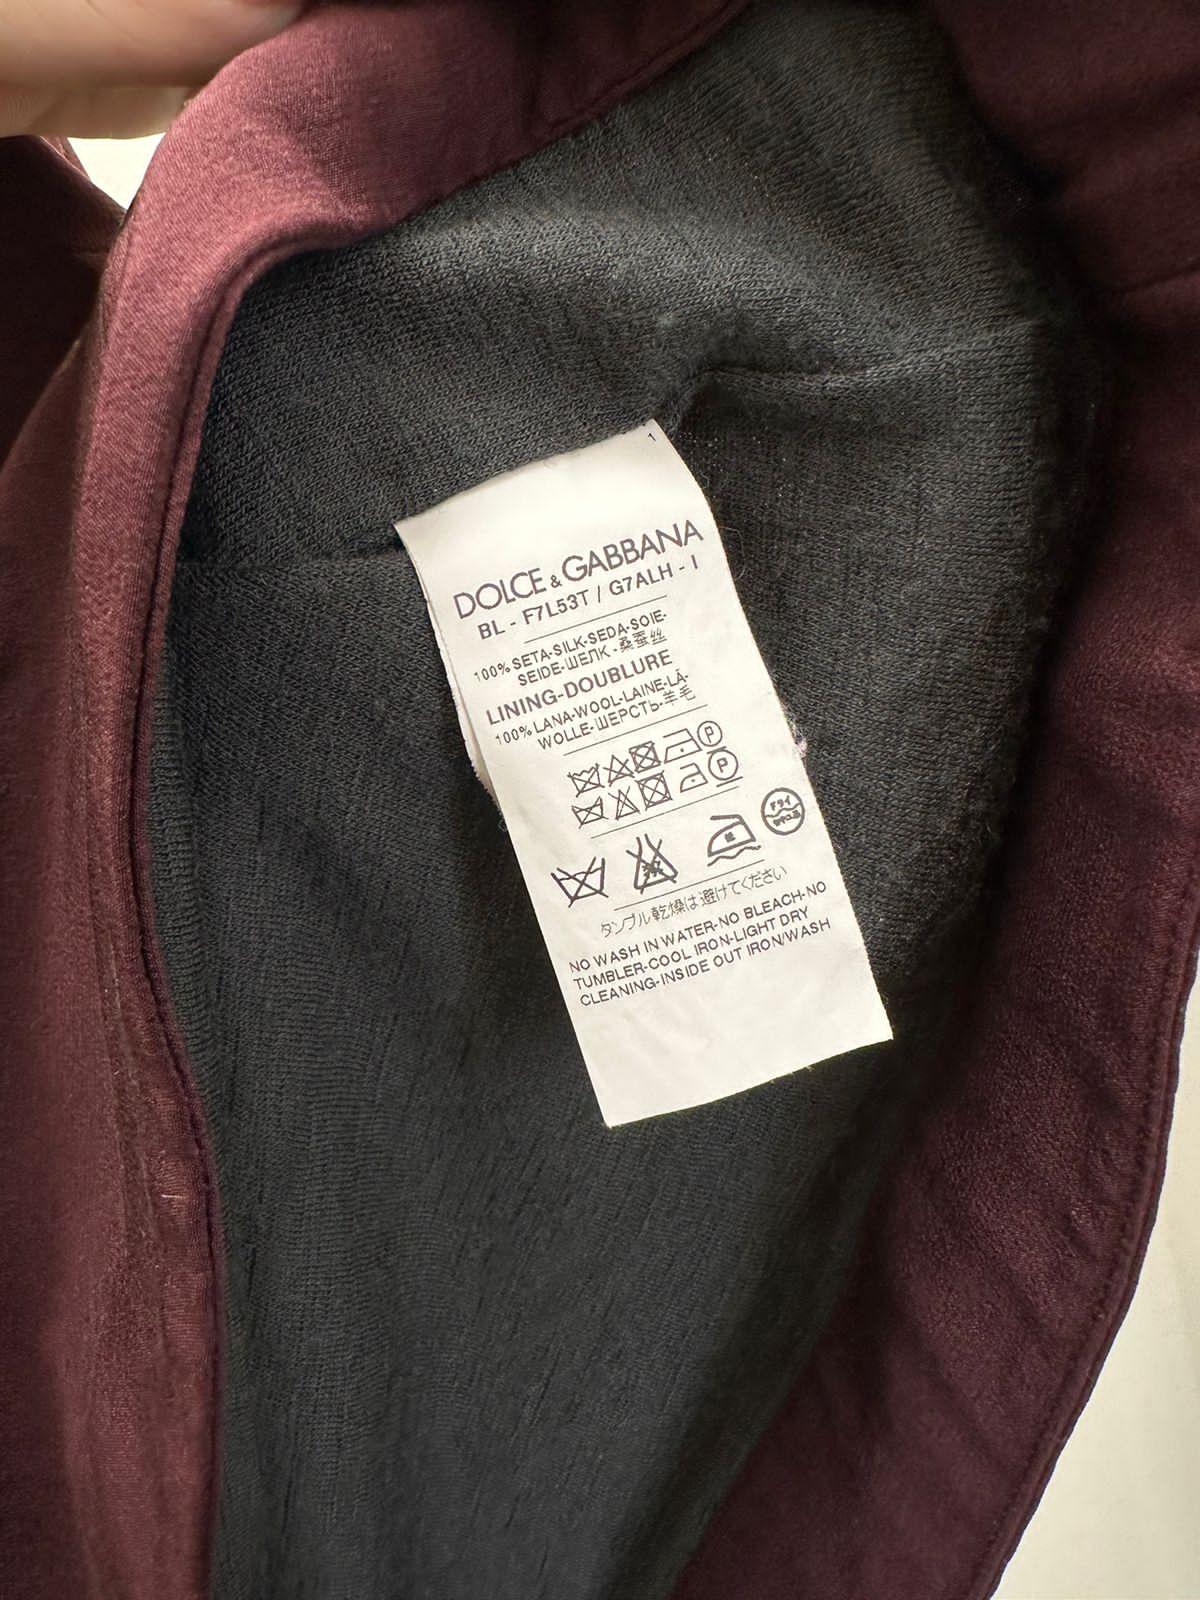 1
DOLCE & GABBANA
BL - F7L53T / G7ALH - I
100% SETA-SILK-SEDA-SOIE-
SEIDE-ШЕЛК-桑蚕丝
LINING-DOUBLURE
100% LANA-WOOL-LAINE-LÃ-
WOLLE-ШЕРСТЬ-羊毛
P
P
ドライ
タンブル乾燥は避けてください
NO WASH IN WATER-NO BLEACH-NO
TUMBLER-COOL IRON-LIGHT DRY
CLEANING-INSIDE OUT IRON/WASH